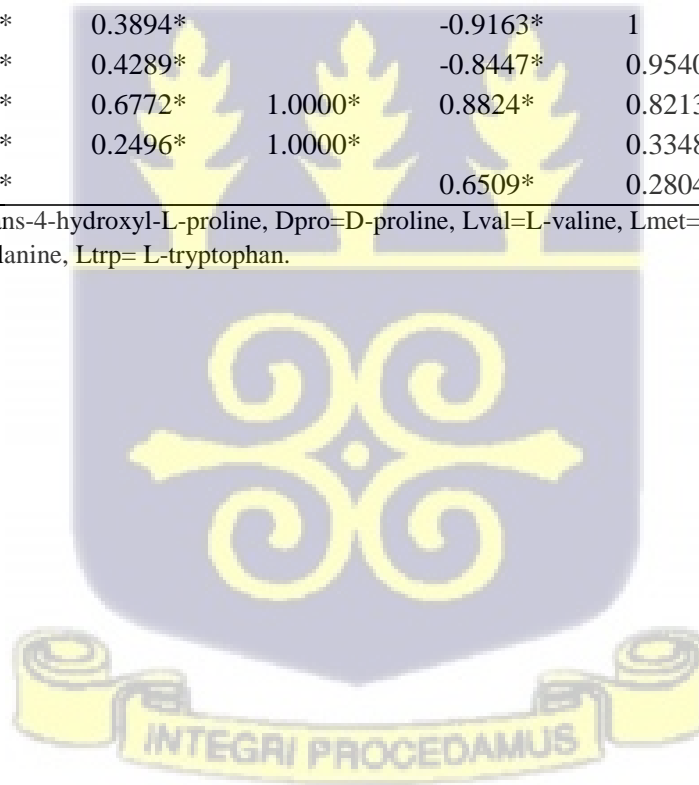 * 0.3894* -0.9163* 1
* 0.4289* -0.8447* 0.9540
* 0.6772* 1.0000* 0.8824* 0.8213
* 0.2496* 1.0000* 0.3348
* 0.6509* 0.2804
ans-4-hydroxyl-L-proline, Dpro=D-proline, Lval=L-valine, Lmet=
lanine, Ltrp= L-tryptophan.
INTEGRI PROCEDAMUS